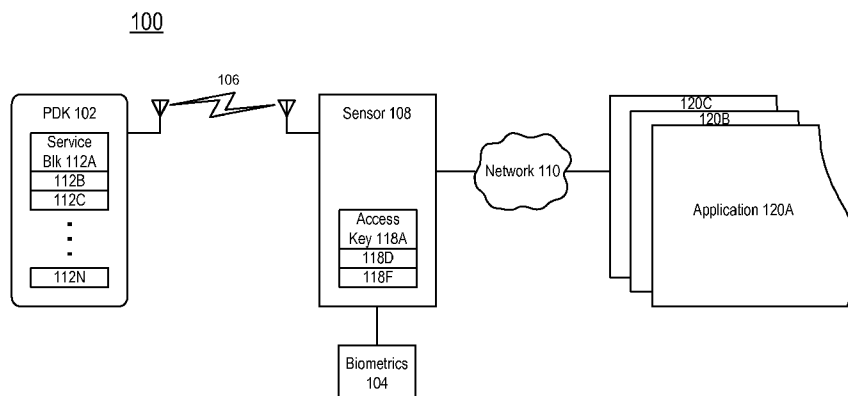 100
106
PDK 102
Service
Blk 112A
112B
112C
112N
Sensor 108
Access
Key 118A
118D
118F
Biometrics
104
Network 110
120C
120B
Application 120A